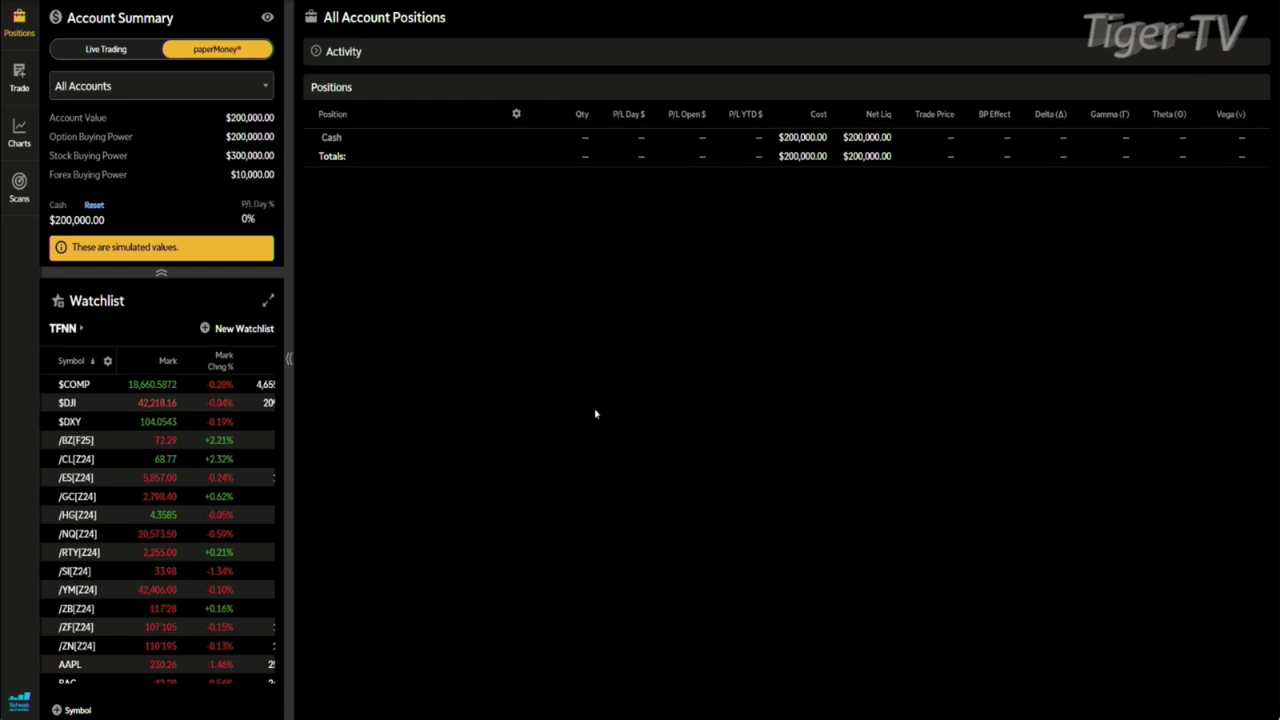 Tiger-TV
Positions
Trade
Charts
Scans
Account Summary
Live Trading paperMoney®
All Accounts
Account Value $200,000.00
Option Buying Power $200,000.00
Stock Buying Power $300,000.00
Forex Buying Power $10,000.00
Cash Reset P/L Day %
$200,000.00 0%
These are simulated values.
Watchlist
TFNN New Watchlist
Symbol Mark Mark Chng %
$COMP 18,660.5872 -0.28%
$DJI 42,218.16 -0.04%
$DXY 104.0543 -0.19%
/BZ[F25] 72.29 +2.21%
/CL[Z24] 68.77 +2.32%
/ES[Z24] 5,857.00 -0.24%
/GC[Z24] 2,798.40 +0.62%
/HG[Z24] 4.3585 -0.05%
/NQ[Z24] 20,573.50 -0.59%
/RTY[Z24] 2,255.00 +0.21%
/SI[Z24] 33.98 -1.34%
/YM[Z24] 42,406.00 -0.10%
/ZB[Z24] 117'28 +0.16%
/ZF[Z24] 107'105 -0.15%
/ZN[Z24] 110'195 -0.13%
AAPL 230.26 -1.46%
Symbol
All Account Positions
Activity
Positions
Position Qty P/L Day $ P/L Open $ P/L YTD $ Cost Net Liq Trade Price BP Effect Delta (Δ) Gamma (Γ) Theta (Θ) Vega (ν)
Cash – – – – $200,000.00 $200,000.00 – – – – – –
Totals: – – – – $200,000.00 $200,000.00 – – – – – –